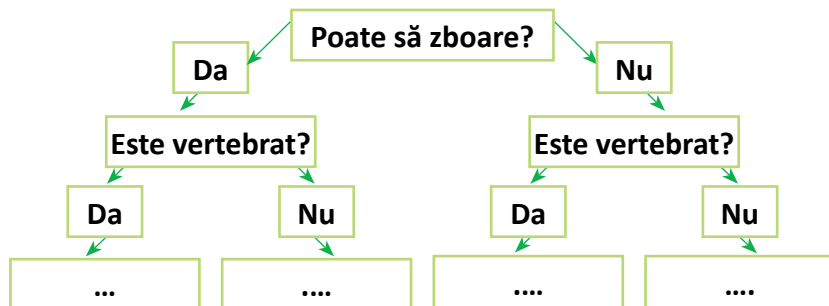 Poate să zboare?
Da
Nu
Este vertebrat?
Este vertebrat?
Da
Nu
Da
Nu
...
....
....
....